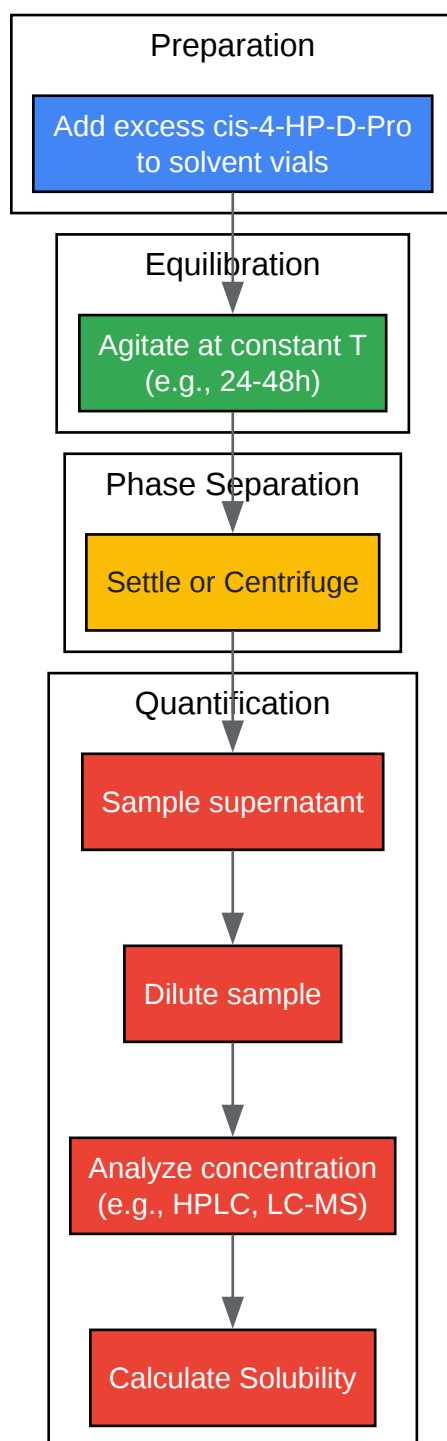 Preparation
Add excess cis-4-HP-D-Pro
to solvent vials
Equilibration
Agitate at constant T
(e.g., 24-48h)
Phase Separation
Settle or Centrifuge
Quantification
Sample supernatant
Dilute sample
Analyze concentration
(e.g., HPLC, LC-MS)
Calculate Solubility